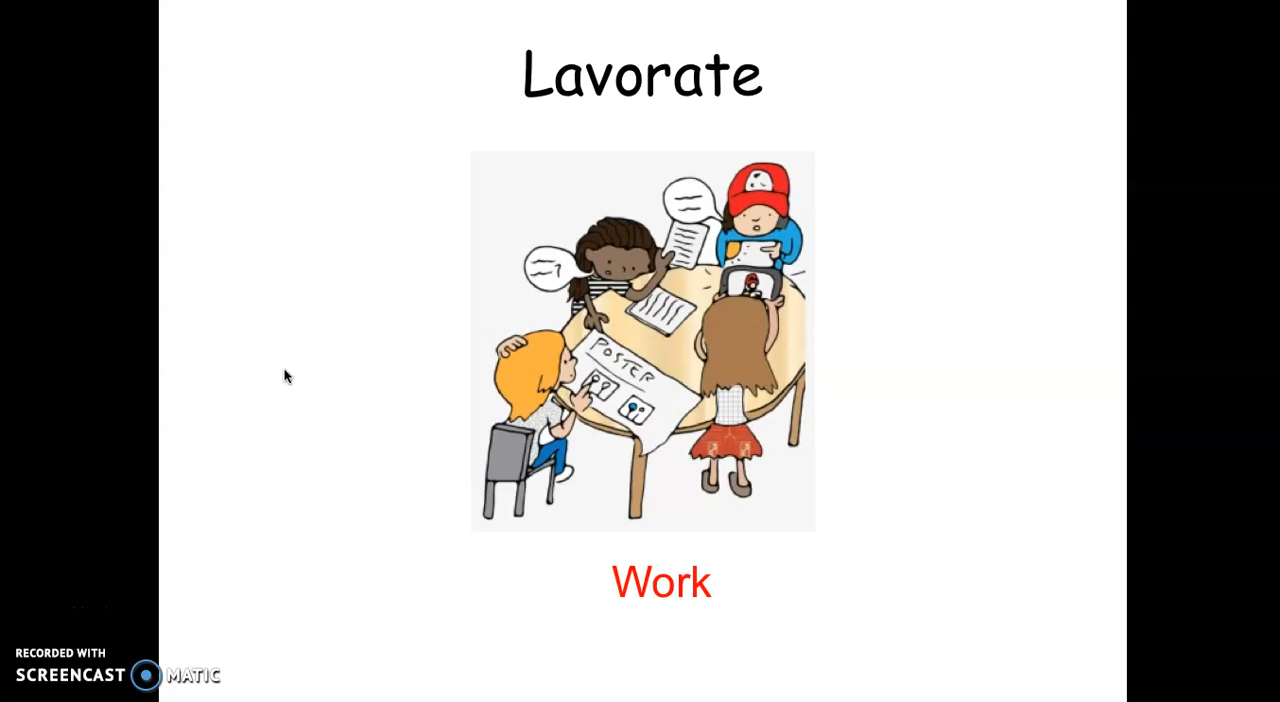 Lavorate
POSTER
Work
RECORDED WITH
SCREENCAST MATIC